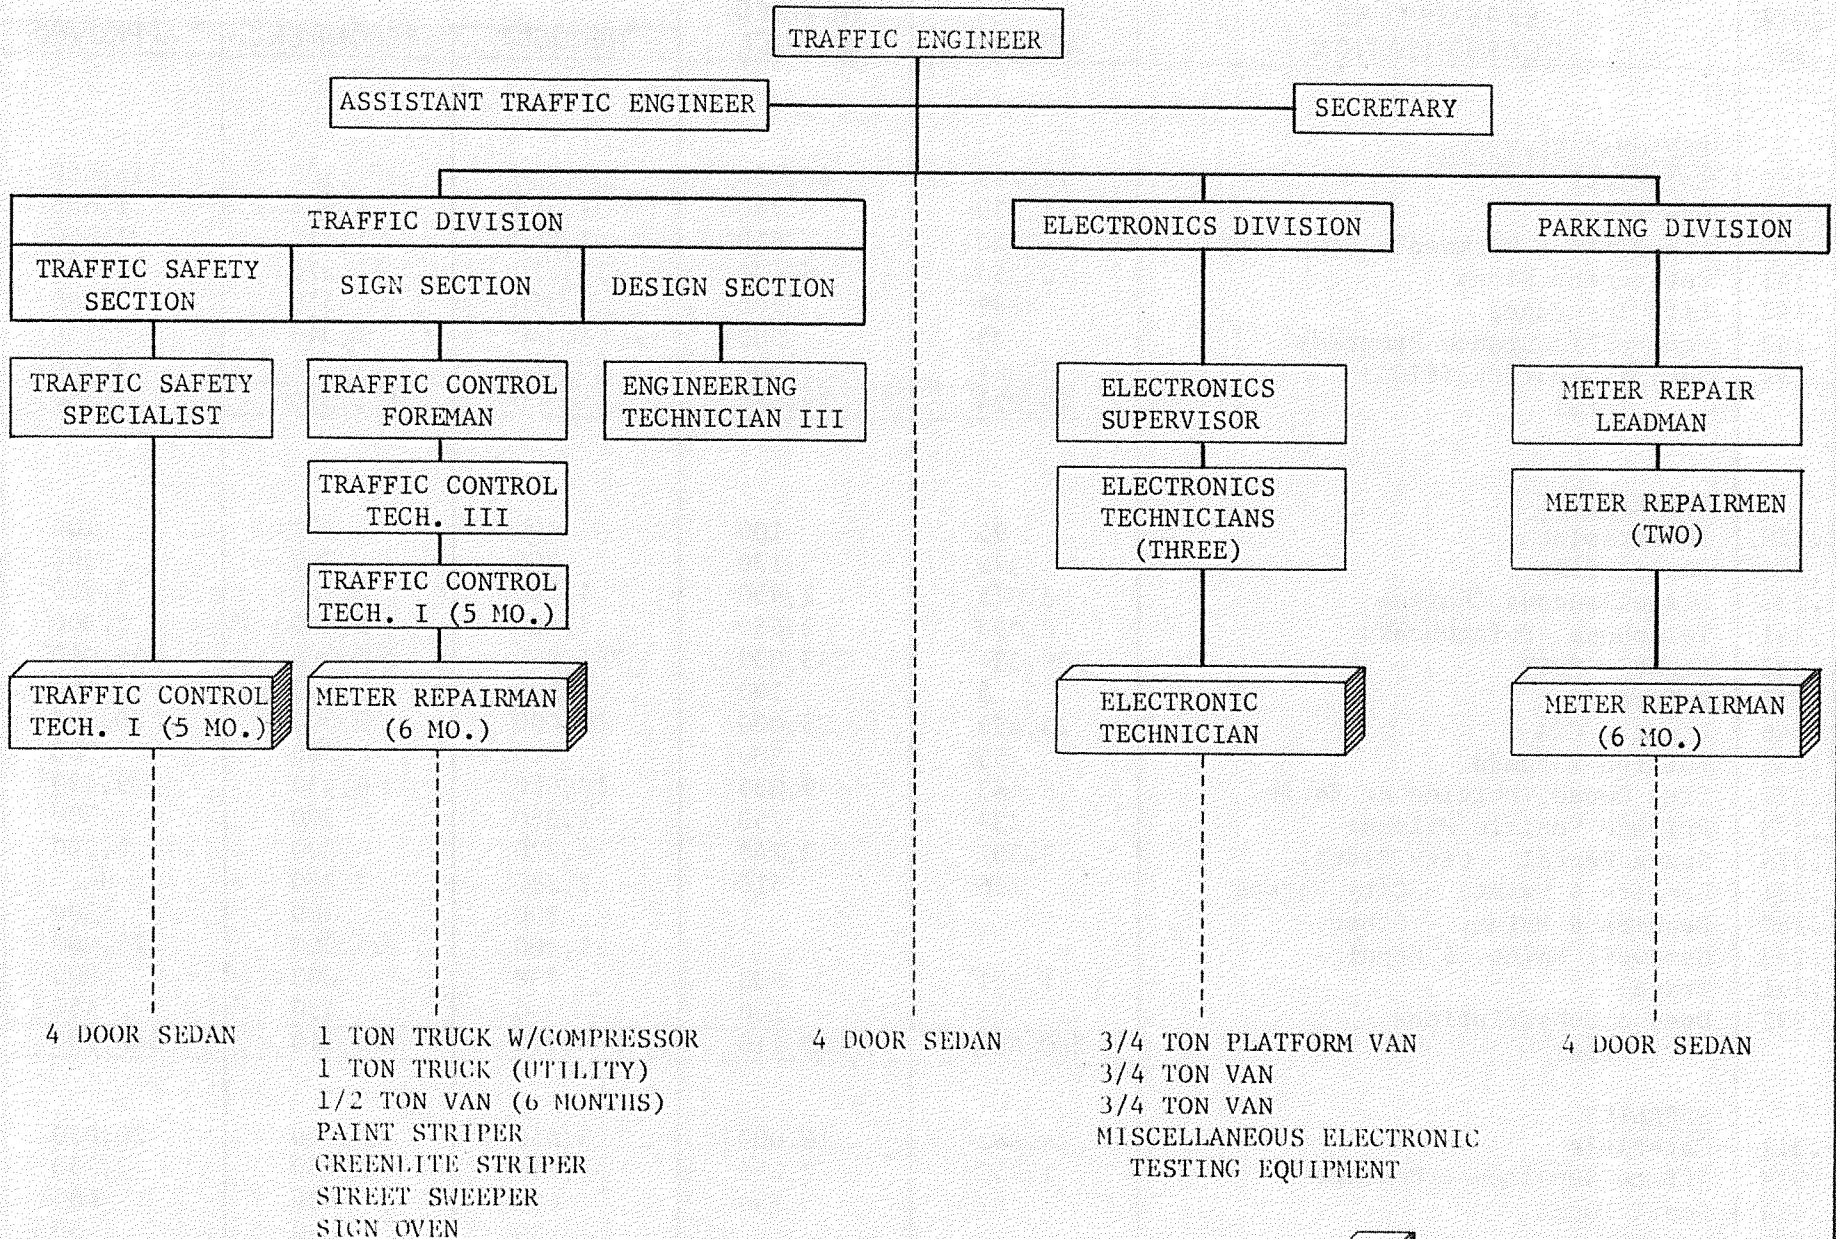 TRAFFIC ENGINEER
ASSISTANT TRAFFIC ENGINEER
SECRETARY
TRAFFIC DIVISION
TRAFFIC SAFETY
SECTION
SIGN SECTION
DESIGN SECTION
ELECTRONICS DIVISION
PARKING DIVISION
TRAFFIC SAFETY
SPECIALIST
TRAFFIC CONTROL
FOREMAN
ENGINEERING
TECHNICIAN III
ELECTRONICS
SUPERVISOR
METER REPAIR
LEADMAN
TRAFFIC CONTROL
TECH. III
ELECTRONICS
TECHNICIANS
(THREE)
METER REPAIRMEN
(TWO)
TRAFFIC CONTROL
TECH. I (5 MO.)
TRAFFIC CONTROL
TECH. I (5 MO.)
METER REPAIRMAN
(6 MO.)
ELECTRONIC
TECHNICIAN
METER REPAIRMAN
(6 MO.)
4 DOOR SEDAN
1 TON TRUCK W/COMPRESSOR
1 TON TRUCK (UTILITY)
1/2 TON VAN (6 MONTHS)
PAINT STRIPER
GREENLITE STRIPER
STREET SWEEPER
SIGN OVEN
4 DOOR SEDAN
3/4 TON PLATFORM VAN
3/4 TON VAN
3/4 TON VAN
MISCELLANEOUS ELECTRONIC
TESTING EQUIPMENT
4 DOOR SEDAN